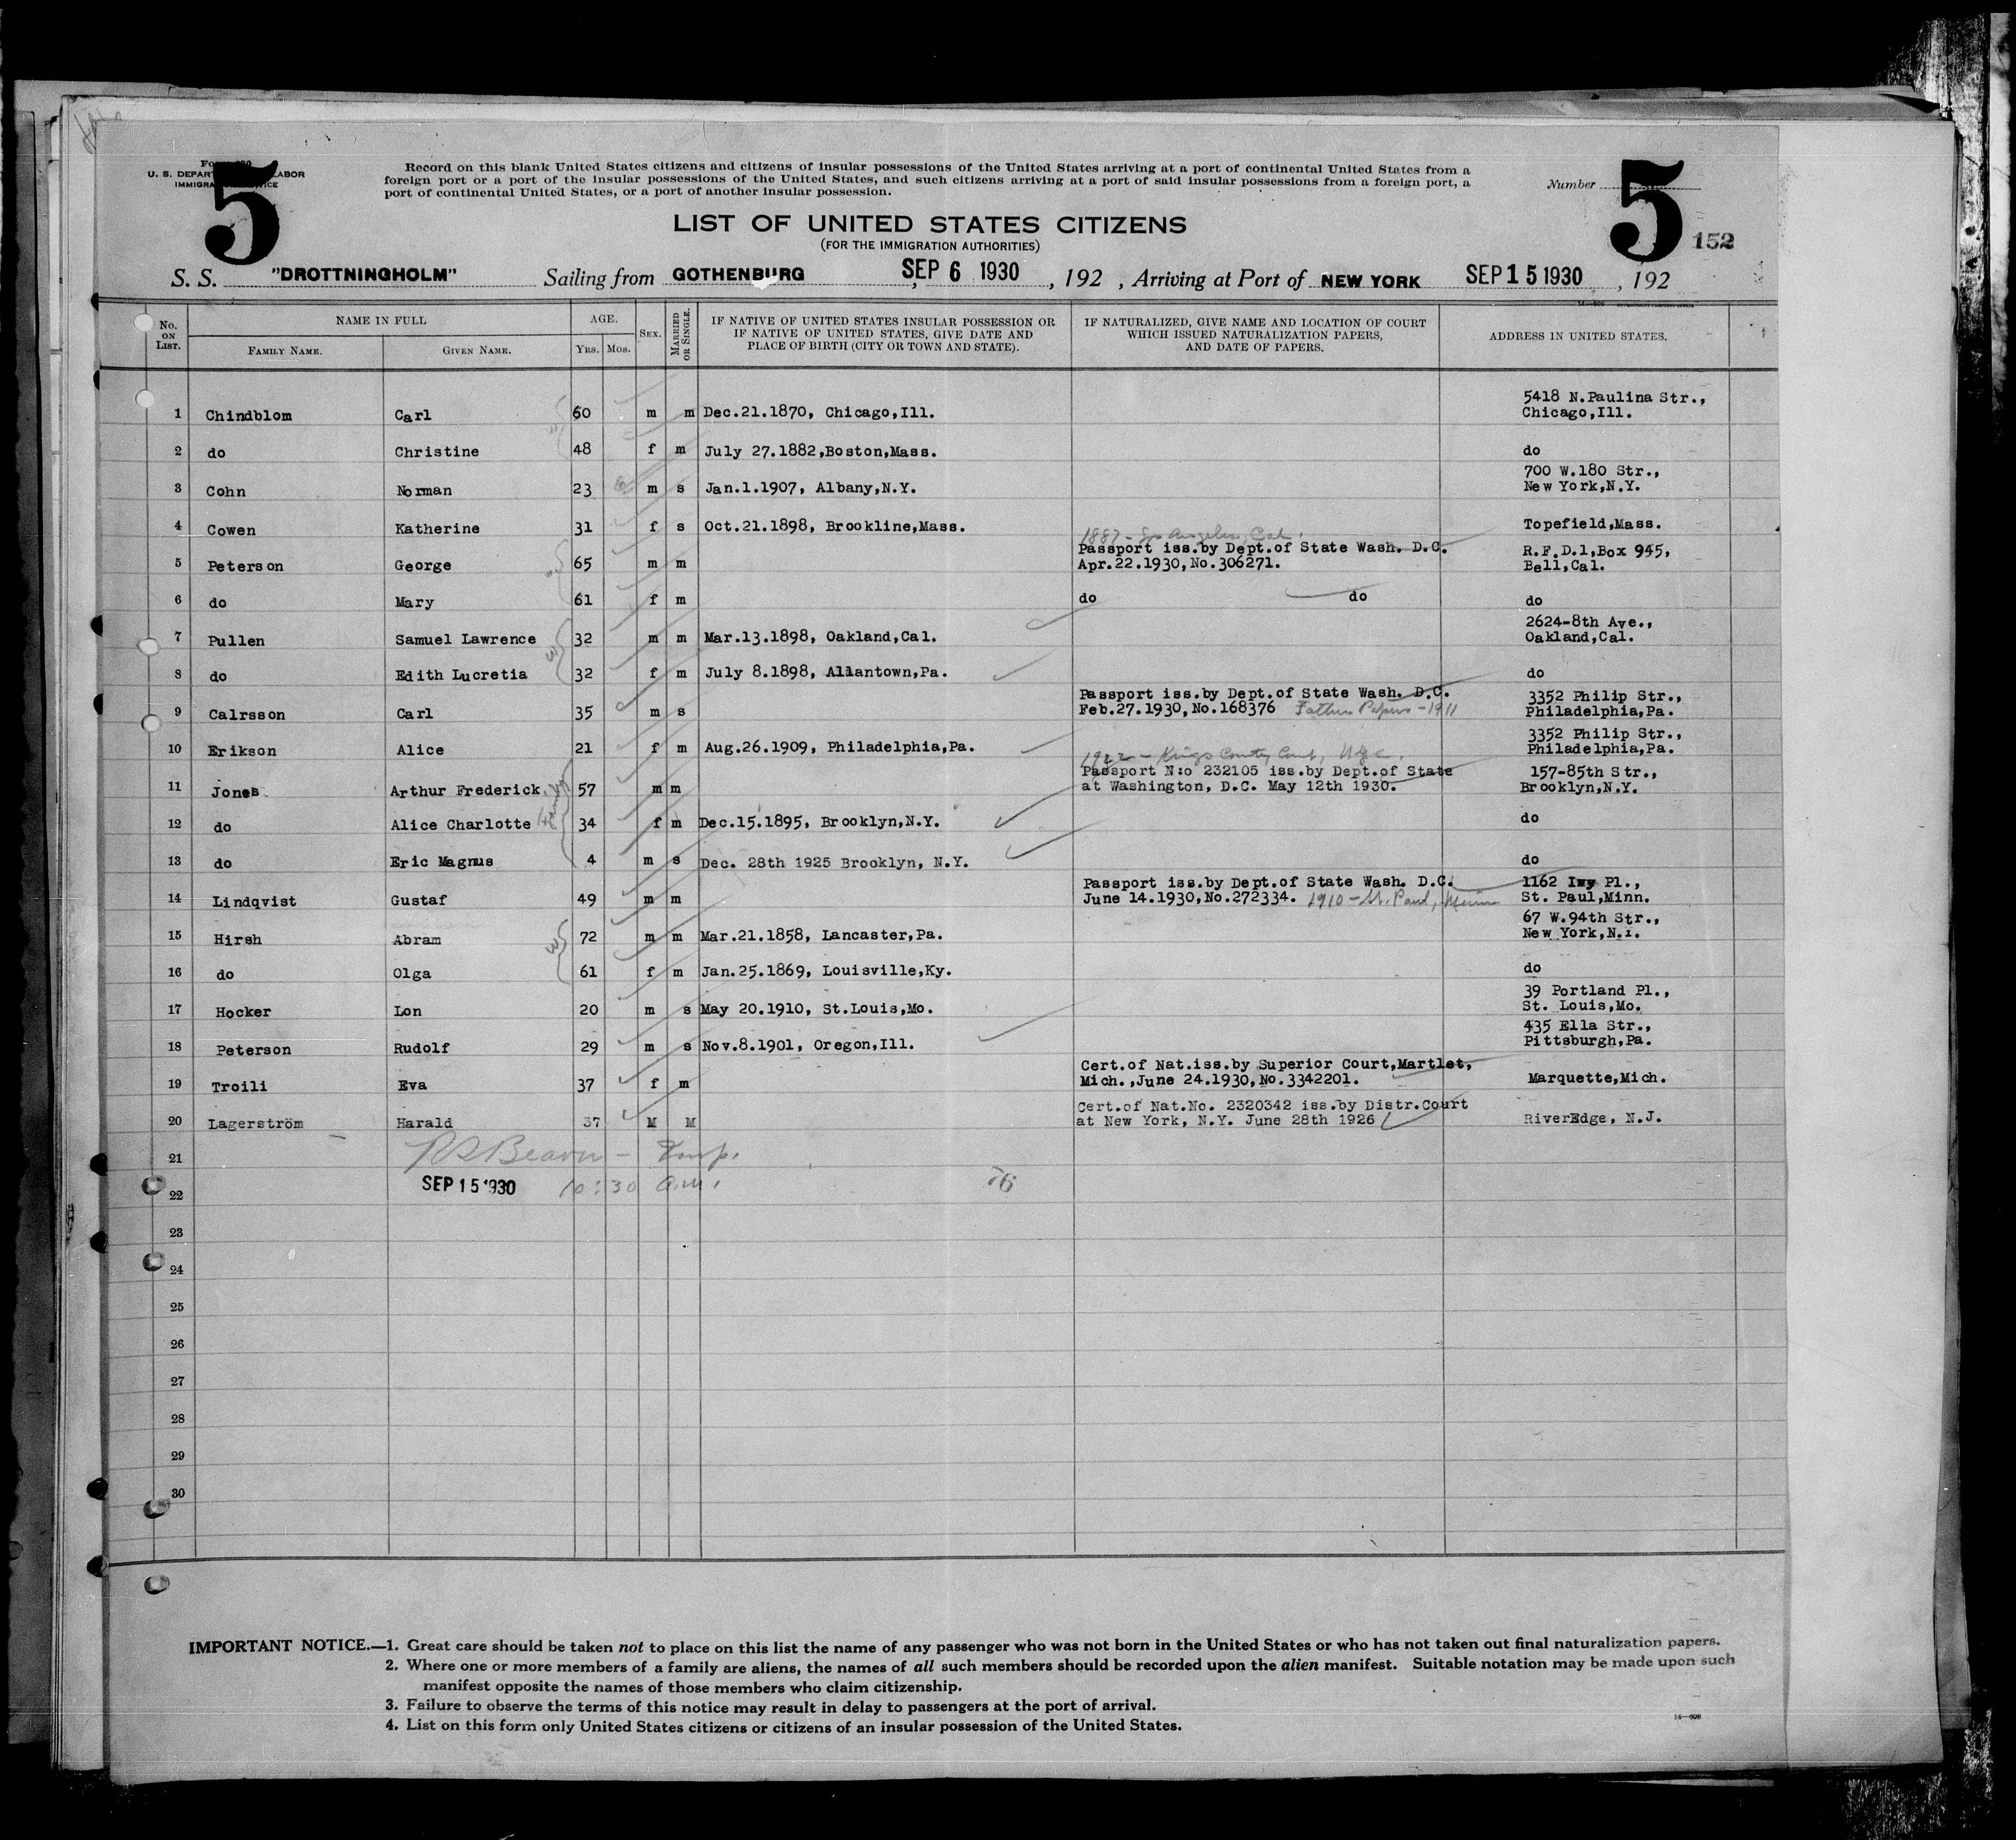 5
5
U. S. DEPART LABOR
IMMIGRA ICE
Record on this blank United States citizens and citizens of insular possessions of the United States arriving at a port of continental United States from a
foreign port or a port of the insular possessions of the United States, and such citizens arriving at a port of said insular possessions from a foreign port, a
port of continental United States, or a port of another insular possession.
Number
152
LIST OF UNITED STATES CITIZENS
(FOR THE IMMIGRATION AUTHORITIES)
S. S. "DROTTNINGHOLM" Sailing from GOTHENBURG SEP 6 1930, 192 , Arriving at Port of NEW YORK SEP 15 1930, 192
No. ON LIST.
NAME IN FULL
FAMILY NAME. GIVEN NAME.
AGE.
YRS. MOS.
SEX.
MARRIED OR SINGLE.
IF NATIVE OF UNITED STATES INSULAR POSSESSION OR
IF NATIVE OF UNITED STATES, GIVE DATE AND
PLACE OF BIRTH (CITY OR TOWN AND STATE).
IF NATURALIZED, GIVE NAME AND LOCATION OF COURT
WHICH ISSUED NATURALIZATION PAPERS,
AND DATE OF PAPERS.
ADDRESS IN UNITED STATES.
5418 N.Paulina Str.,
1 Chindblom Carl 60 m m Dec.21.1870, Chicago,Ill. Chicago,Ill.
2 do Christine 48 f m July 27.1882,Boston,Mass. do
700 W.180 Str.,
3 Cohn Norman 23 m s Jan.1.1907, Albany,N.Y. New York,N.Y.
4 Cowen Katherine 31 f s Oct.21.1898, Brookline,Mass. Topefield,Mass.
1887 - Los Angeles, Cal.
Passport iss.by Dept.of State Wash. D.C. R.F.D.1,Box 945,
5 Peterson George 65 m m Apr.22.1930,No.306271. Bell,Cal.
6 do Mary 61 f m do do do
2624-8th Ave.,
7 Pullen Samuel Lawrence 32 m m Mar.13.1898, Oakland,Cal. Oakland,Cal.
8 do Edith Lucretia 32 f m July 8.1898, Allantown,Pa. do
Passport iss.by Dept.of State Wash. D.C. 3352 Philip Str.,
9 Calrsson Carl 35 m s Feb.27.1930,No.168376 Fathers Papers - 1911 Philadelphia,Pa.
3352 Philip Str.,
10 Erikson Alice 21 f m Aug.26.1909, Philadelphia,Pa. Philadelphia,Pa.
1922 - Kings County Court, N.Y.C.
Passport N:o 232105 iss.by Dept.of State 157-85th Str.,
11 Jones Arthur Frederick 57 m m at Washington, D.C. May 12th 1930. Brooklyn,N.Y.
12 do Alice Charlotte 34 f m Dec.15.1895, Brooklyn,N.Y. do
Family
13 do Eric Magnus 4 m s Dec. 28th 1925 Brooklyn, N.Y. do
Passport iss.by Dept.of State Wash. D.C. 1162 Ivy Pl.,
14 Lindqvist Gustaf 49 m m June 14.1930,No.272334. 1910 - St. Paul, Minn St. Paul,Minn.
67 W.94th Str.,
15 Hirsh Abram 72 m m Mar.21.1858, Lancaster,Pa. New York,N.Y.
16 do Olga 61 f m Jan.25.1869, Louisville,Ky. do
39 Portland Pl.,
17 Hocker Lon 20 m s May 20.1910, St.Louis,Mo. St. Louis,Mo.
435 Ella Str.,
18 Peterson Rudolf 29 m s Nov.8.1901, Oregon,Ill. Pittsburgh,Pa.
Cert.of Nat.iss.by Superior Court,Martlet,
19 Troili Eva 37 f m Mich.,June 24.1930,No.3342201. Marquette,Mich.
Cert.of Nat.No. 2320342 iss.by Distr.Court
20 Lagerström Harald 37 M M at New York, N.Y. June 28th 1926 RiverEdge, N.J.
21
22 SEP 15 1930 10:30 a.m. 76
23
24
25
26
27
28
29
30
IMPORTANT NOTICE.—1. Great care should be taken not to place on this list the name of any passenger who was not born in the United States or who has not taken out final naturalization papers.
2. Where one or more members of a family are aliens, the names of all such members should be recorded upon the alien manifest. Suitable notation may be made upon such
manifest opposite the names of those members who claim citizenship.
3. Failure to observe the terms of this notice may result in delay to passengers at the port of arrival.
4. List on this form only United States citizens or citizens of an insular possession of the United States.